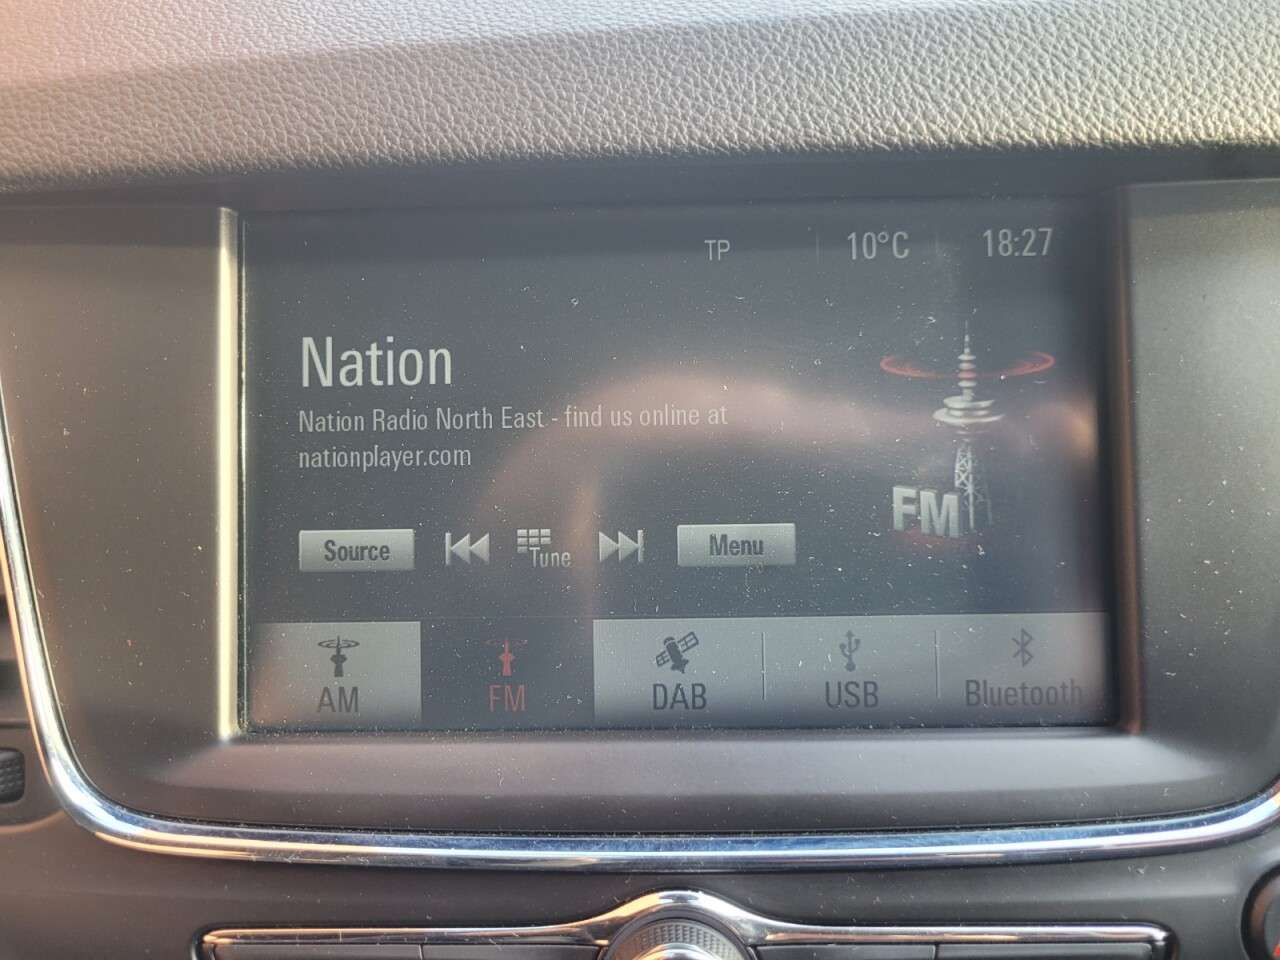 TP 10°C 18:27
Nation
Nation Radio North East - find us online at
nationplayer.com
FM
Source Tune Menu
AM FM DAB USB Bluetooth